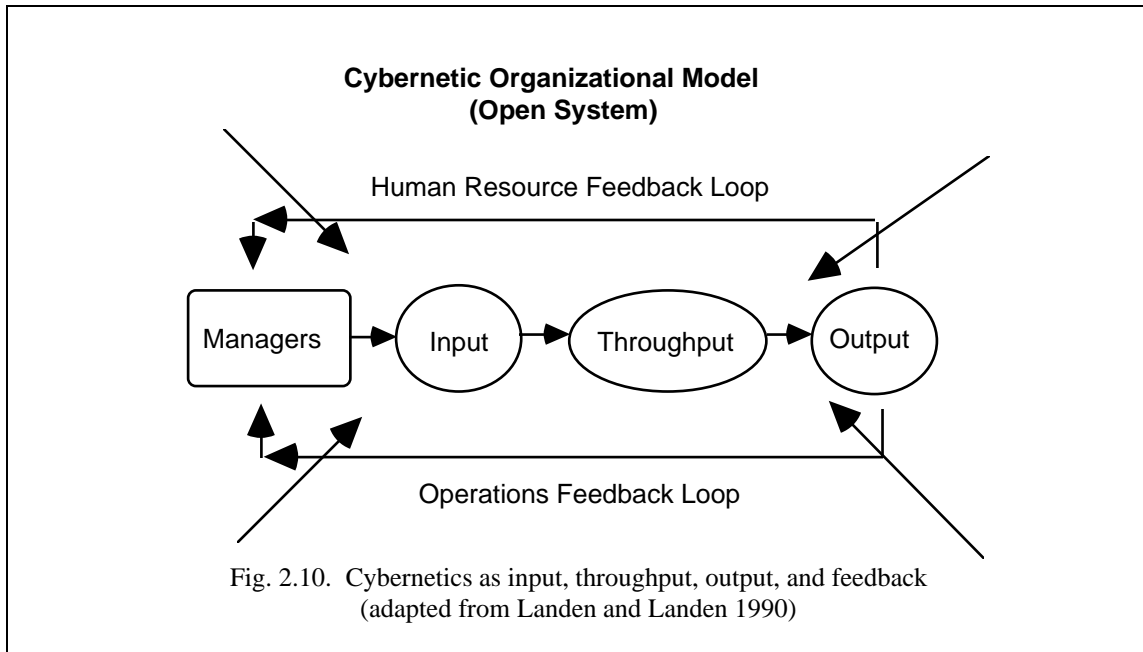 Cybernetic Organizational Model
(Open System)
Human Resource Feedback Loop
Managers
Input
Throughput
Output
Operations Feedback Loop
Fig. 2.10. Cybernetics as input, throughput, output, and feedback
(adapted from Landen and Landen 1990)